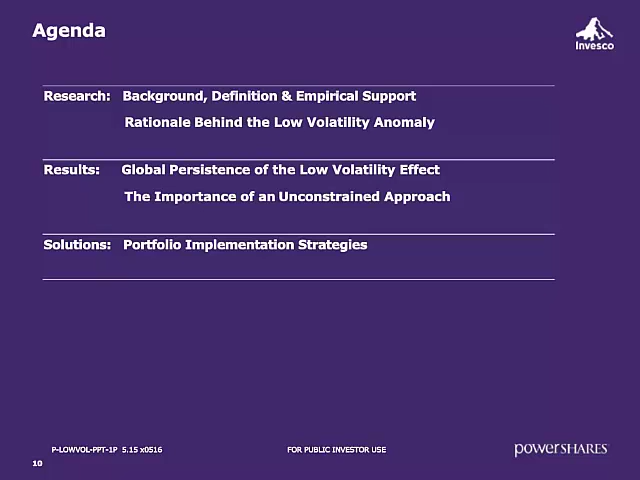 Agenda
Invesco
Research: Background, Definition & Empirical Support
Rationale Behind the Low Volatility Anomaly
Results: Global Persistence of the Low Volatility Effect
The Importance of an Unconstrained Approach
Solutions: Portfolio Implementation Strategies
P-LOWVOL-PPT-1P 5.15 x0516 FOR PUBLIC INVESTOR USE powerSHARES
10